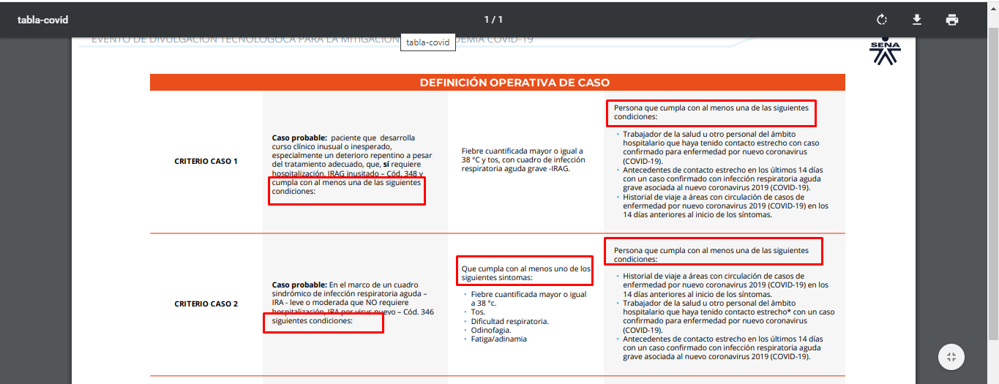 tabla-covid
1 / 1
EVENTO DE DIVULGACIÓN TECNOLÓGOCA PARA LA MITIGACIÓN
DEMIA COVID-19
tabla-covid
SENA
DEFINICIÓN OPERATIVA DE CASO
CRITERIO CASO 1
Caso probable: paciente que desarrolla
curso clínico inusual o inesperado,
especialmente un deterioro repentino a pesar
del tratamiento adecuado, que, sí requiere
hospitalización, IRAG inusitado – Cód. 348 y
cumpla con al menos una de las siguientes
condiciones:
Fiebre cuantificada mayor o igual a
38 °C y tos, con cuadro de infección
respiratoria aguda grave -IRAG.
Persona que cumpla con al menos una de las siguientes
condiciones:
• Trabajador de la salud u otro personal del ámbito
hospitalario que haya tenido contacto estrecho con caso
confirmado para enfermedad por nuevo coronavirus
(COVID-19).
• Antecedentes de contacto estrecho en los últimos 14 días
con un caso confirmado con infección respiratoria aguda
grave asociada al nuevo coronavirus 2019 (COVID-19).
• Historial de viaje a áreas con circulación de casos de
enfermedad por nuevo coronavirus 2019 (COVID-19) en los
14 días anteriores al inicio de los síntomas.
CRITERIO CASO 2
Caso probable: En el marco de un cuadro
sindrómico de infección respiratoria aguda –
IRA - leve o moderada que NO requiere
hospitalización, IRA por virus nuevo – Cód. 346
siguientes condiciones:
Que cumpla con al menos uno de los
siguientes sintomas:
• Fiebre cuantificada mayor o igual
a 38 °c.
• Tos.
• Dificultad respiratoria.
• Odinofagia.
• Fatiga/adinamia
Persona que cumpla con al menos una de las siguientes
condiciones:
• Historial de viaje a áreas con circulación de casos de
enfermedad por nuevo coronavirus 2019 (COVID-19) en los
14 días anteriores al inicio de los síntomas.
• Trabajador de la salud u otro personal del ámbito
hospitalario que haya tenido contacto estrecho* con un caso
confirmado para enfermedad por nuevo coronavirus
(COVID-19).
• Antecedentes de contacto estrecho en los últimos 14 días
con un caso confirmado con infección respiratoria aguda
grave asociada al nuevo coronavirus 2019 (COVID-19).